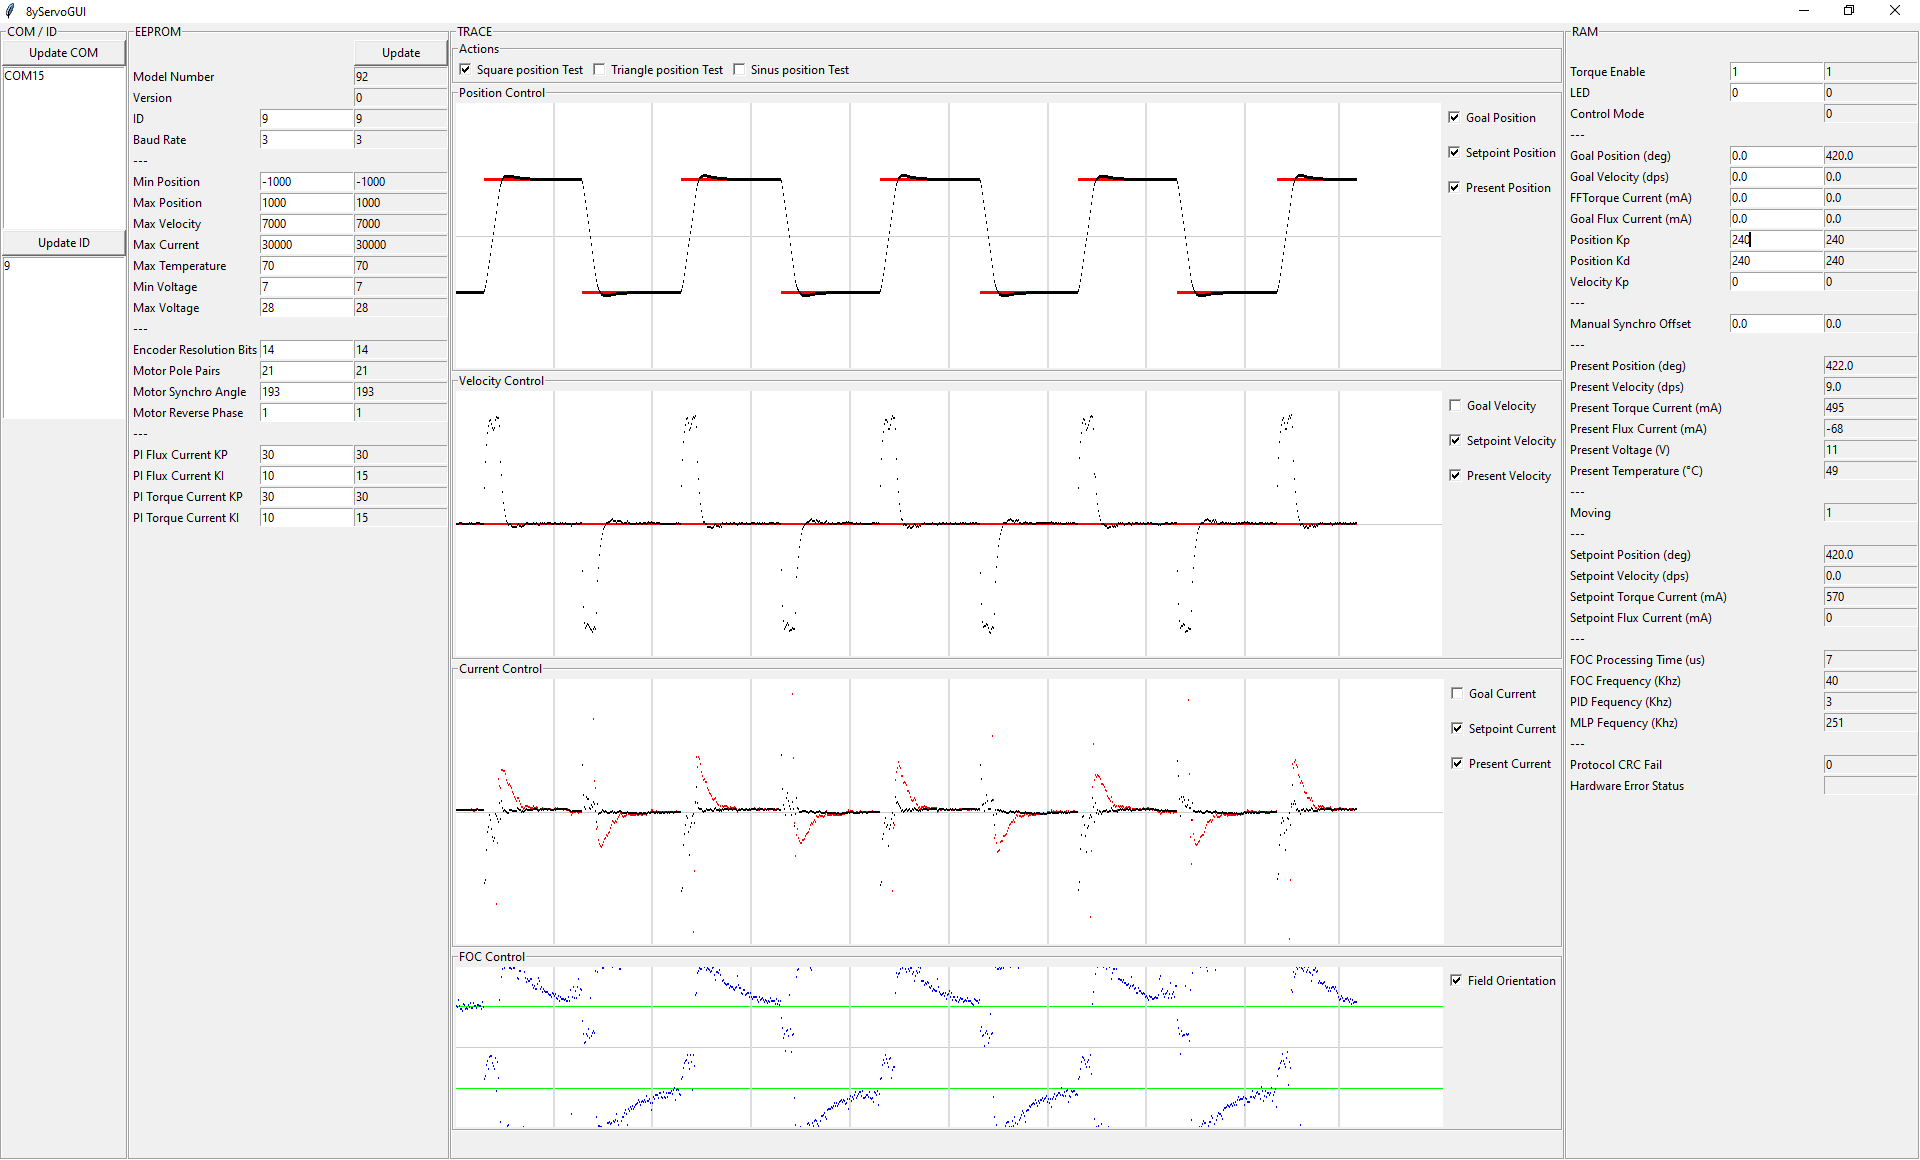 8yServoGUI
COM / ID
Update COM
COM15
Update ID
9
EEPROM
Update
Model Number 92
Version 0
ID 9 9
Baud Rate 3 3
---
Min Position -1000 -1000
Max Position 1000 1000
Max Velocity 7000 7000
Max Current 30000 30000
Max Temperature 70 70
Min Voltage 7 7
Max Voltage 28 28
---
Encoder Resolution Bits 14 14
Motor Pole Pairs 21 21
Motor Synchro Angle 193 193
Motor Reverse Phase 1 1
---
PI Flux Current KP 30 30
PI Flux Current KI 10 15
PI Torque Current KP 30 30
PI Torque Current KI 10 15
TRACE
Actions
Square position Test Triangle position Test Sinus position Test
Position Control
Goal Position
Setpoint Position
Present Position
Velocity Control
Goal Velocity
Setpoint Velocity
Present Velocity
Current Control
Goal Current
Setpoint Current
Present Current
FOC Control
Field Orientation
RAM
Torque Enable 1 1
LED 0 0
Control Mode 0
---
Goal Position (deg) 0.0 420.0
Goal Velocity (dps) 0.0 0.0
FFTorque Current (mA) 0.0 0.0
Goal Flux Current (mA) 0.0 0.0
Position Kp 240 240
Position Kd 240 240
Velocity Kp 0 0
---
Manual Synchro Offset 0.0 0.0
---
Present Position (deg) 422.0
Present Velocity (dps) 9.0
Present Torque Current (mA) 495
Present Flux Current (mA) -68
Present Voltage (V) 11
Present Temperature (°C) 49
---
Moving 1
---
Setpoint Position (deg) 420.0
Setpoint Velocity (dps) 0.0
Setpoint Torque Current (mA) 570
Setpoint Flux Current (mA) 0
---
FOC Processing Time (us) 7
FOC Frequency (Khz) 40
PID Fequency (Khz) 3
MLP Fequency (Khz) 251
---
Protocol CRC Fail 0
Hardware Error Status